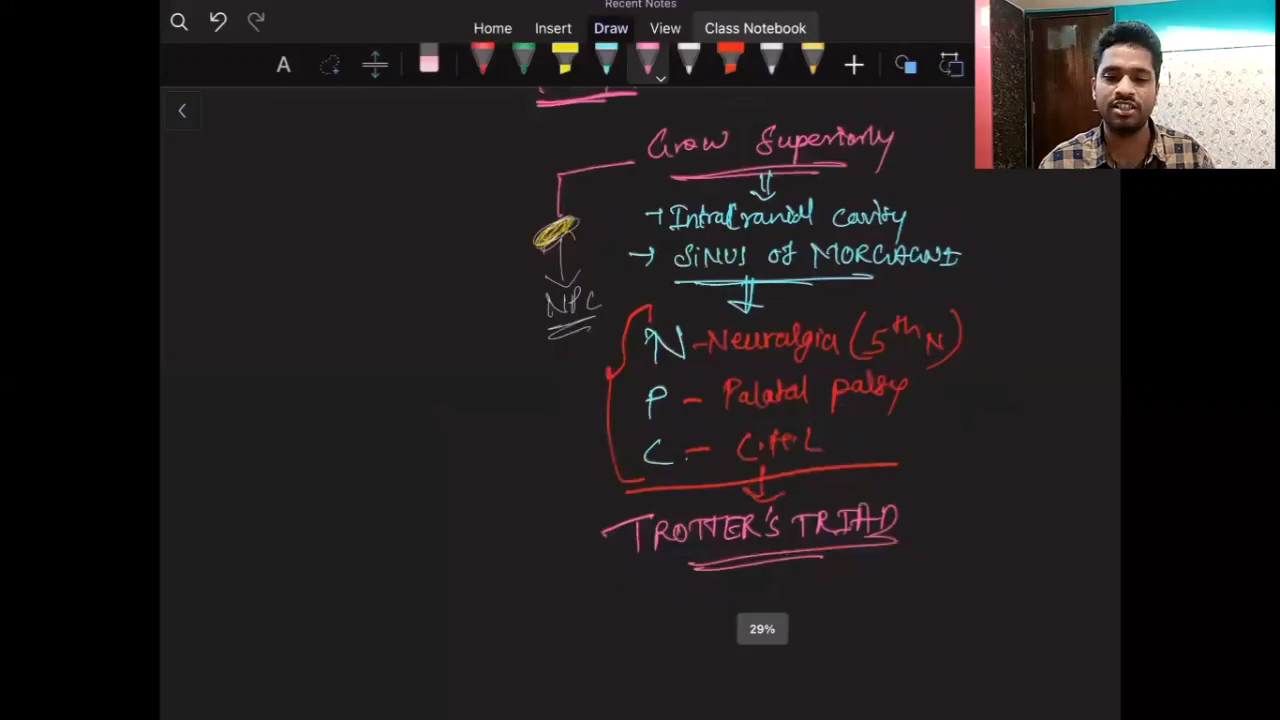 Recent Notes
Home Insert Draw View Class Notebook
A
Grow Superiorly
→ Intracranial cavity
→ SINUS of MORGAGNI
NPC
N - Neuralgia (5th N)
P - Palatal palsy
C - C.H.L
TROTTER'S TRIAD
29%